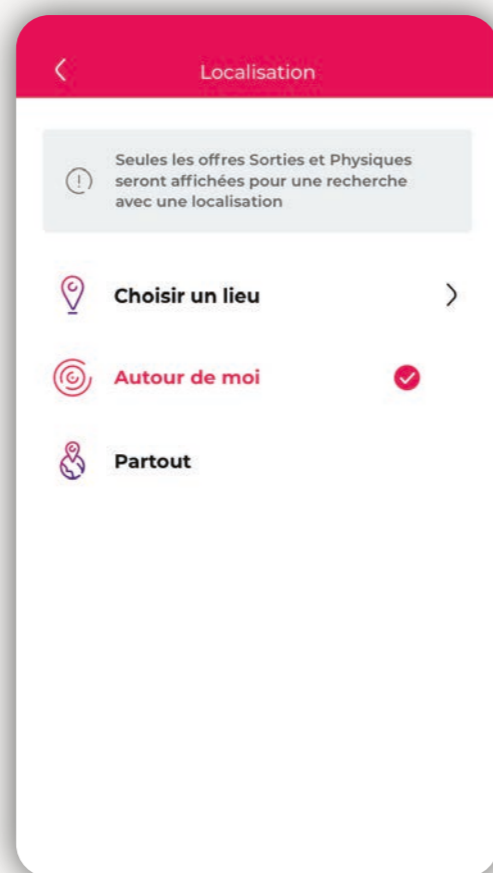 Localisation
Seules les offres Sorties et Physiques
seront affichées pour une recherche
avec une localisation
Choisir un lieu
Autour de moi
Partout